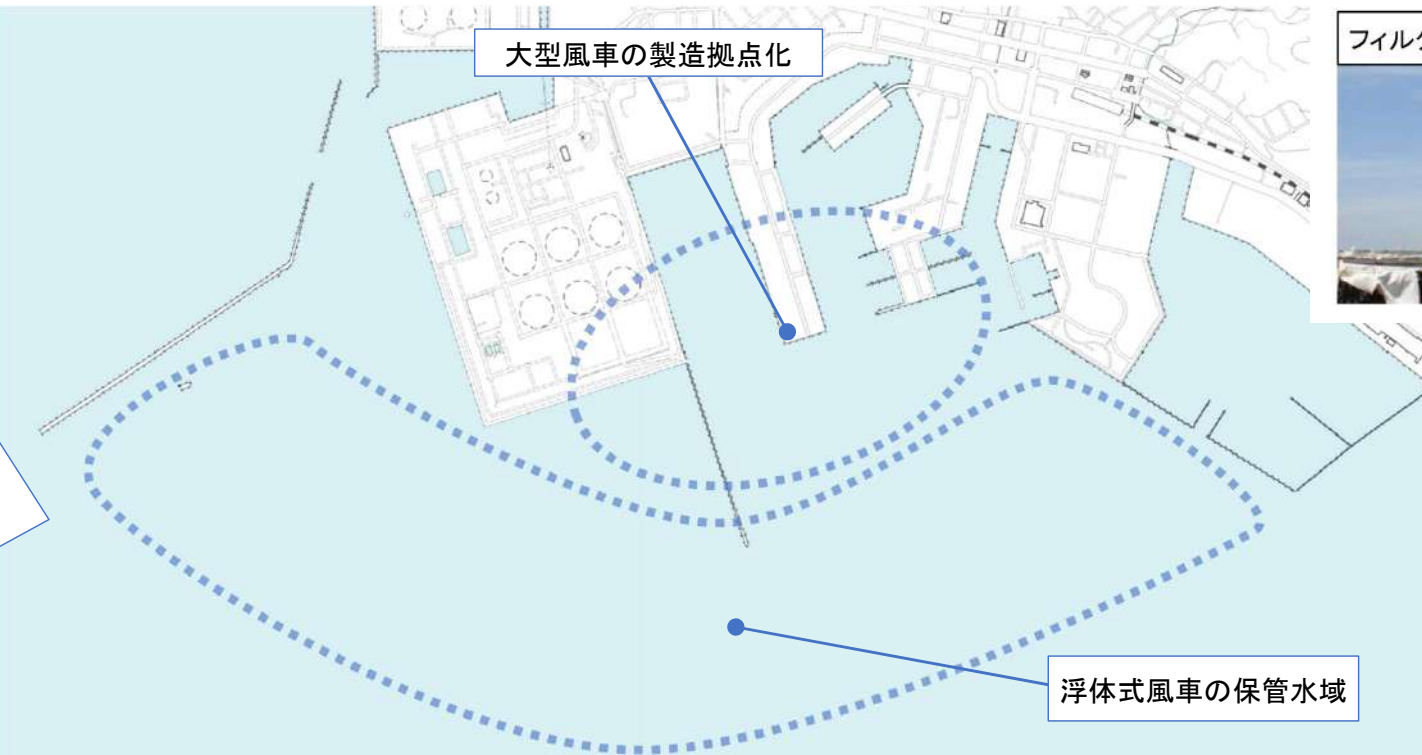 大型風車の製造拠点化
フィル
浮体式風車の保管水域